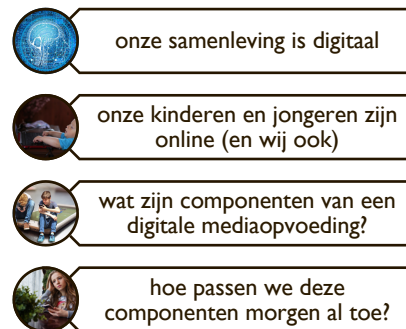 onze samenleving is digitaal
onze kinderen en jongeren zijn
online (en wij ook)
wat zijn componenten van een
digitale mediaopvoeding?
hoe passen we deze
componenten morgen al toe?